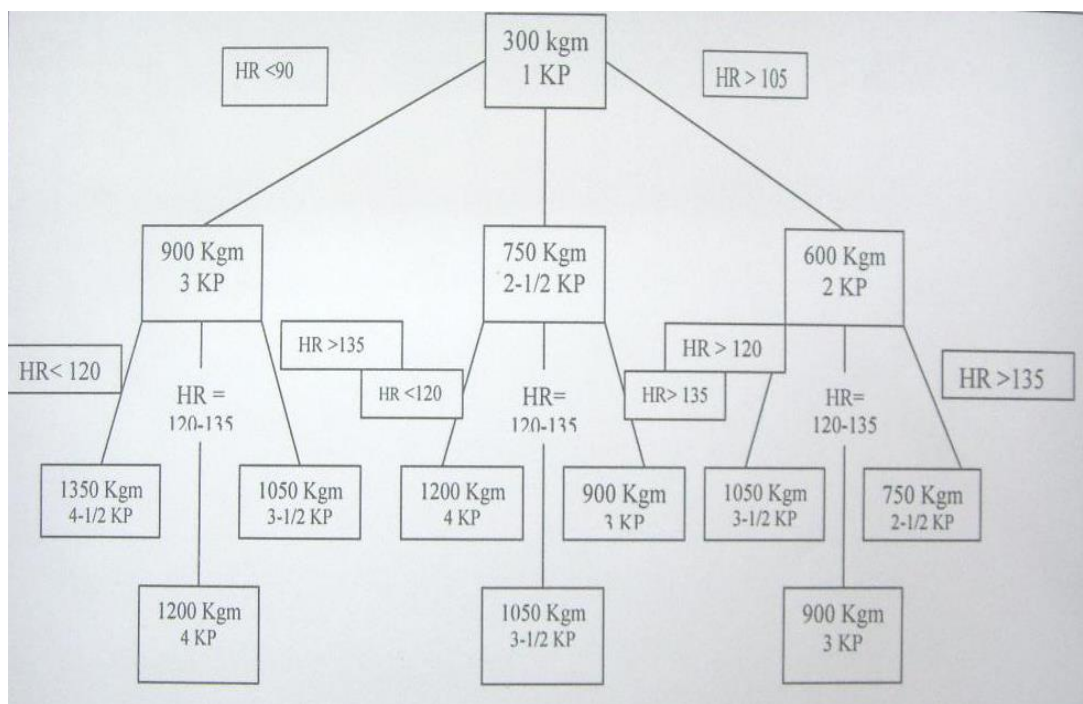 300 kgm
1 KP
HR <90
HR > 105
900 Kgm
3 KP
750 Kgm
2-1/2 KP
600 Kgm
2 KP
HR< 120
HR =
120-135
HR >135
HR <120
HR=
120-135
HR> 135
HR > 120
HR=
120-135
HR >135
1350 Kgm
4-1/2 KP
1050 Kgm
3-1/2 KP
1200 Kgm
4 KP
900 Kgm
3 KP
1050 Kgm
3-1/2 KP
750 Kgm
2-1/2 KP
1200 Kgm
4 KP
1050 Kgm
3-1/2 KP
900 Kgm
3 KP